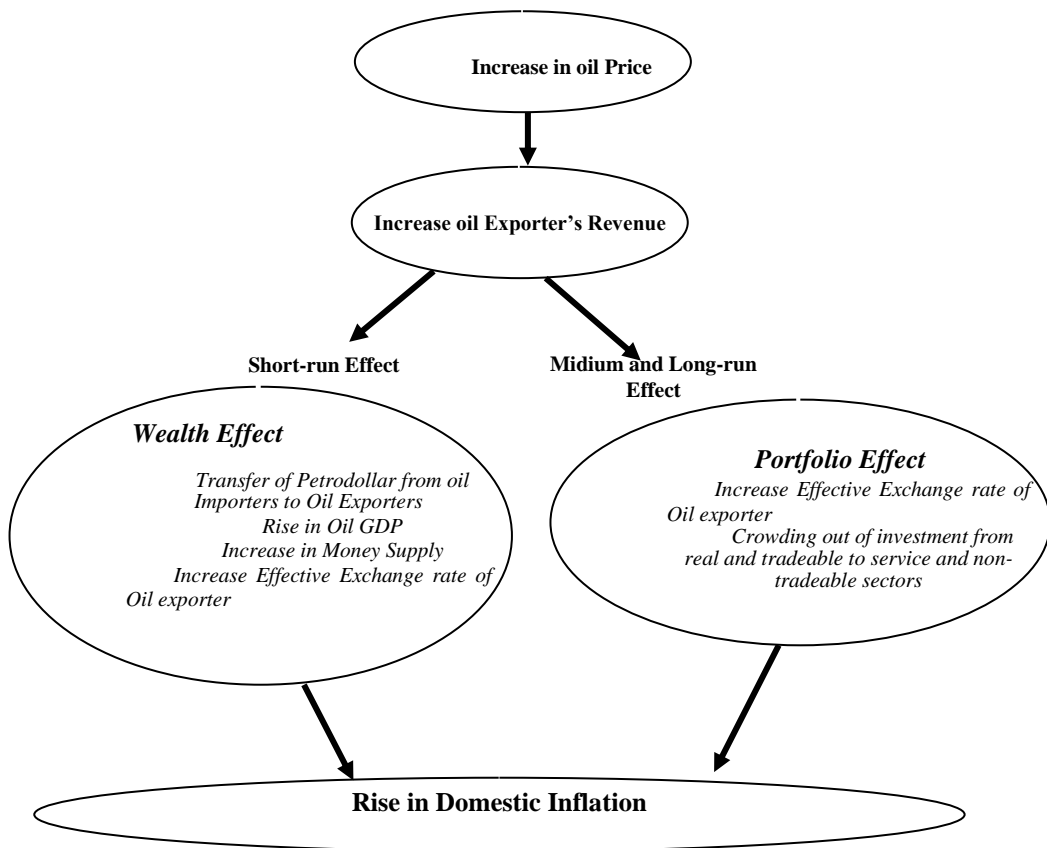 Increase in oil Price
Increase oil Exporter’s Revenue
Short-run Effect
Wealth Effect
Transfer of Petrodollar from oil
Importers to Oil Exporters
Rise in Oil GDP
Increase in Money Supply
Increase Effective Exchange rate of
Oil exporter
Midium and Long-run
Effect
Portfolio Effect
Increase Effective Exchange rate of
Oil exporter
Crowding out of investment from
real and tradeable to service and non-
tradeable sectors
Rise in Domestic Inflation